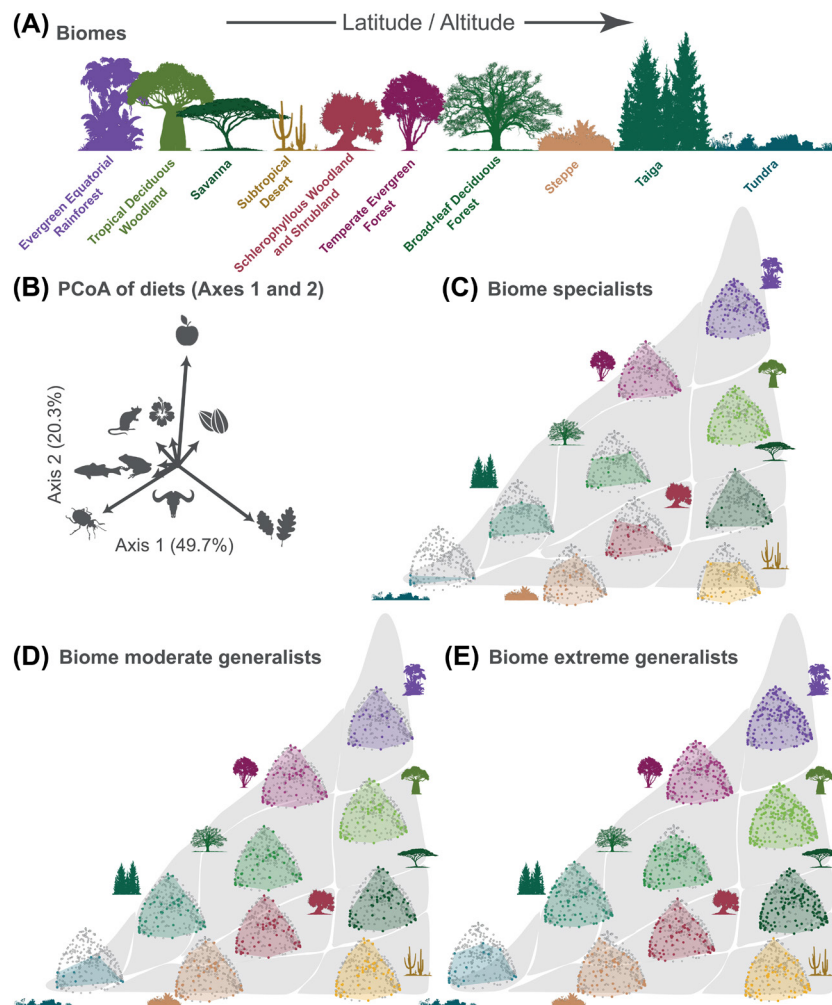 (A) Biomes
Latitude / Altitude
Evergreen Equatorial
Rainforest
Tropical Deciduous
Woodland
Savanna
Subtropical
Desert
Schlerophyllous Woodland
and Shrubland
Temperate Evergreen
Forest
Broad-leaf Deciduous
Forest
Steppe
Taiga
Tundra
(B) PCoA of diets (Axes 1 and 2)
Axis 2 (20.3%)
Axis 1 (49.7%)
(C) Biome specialists
(D) Biome moderate generalists
(E) Biome extreme generalists